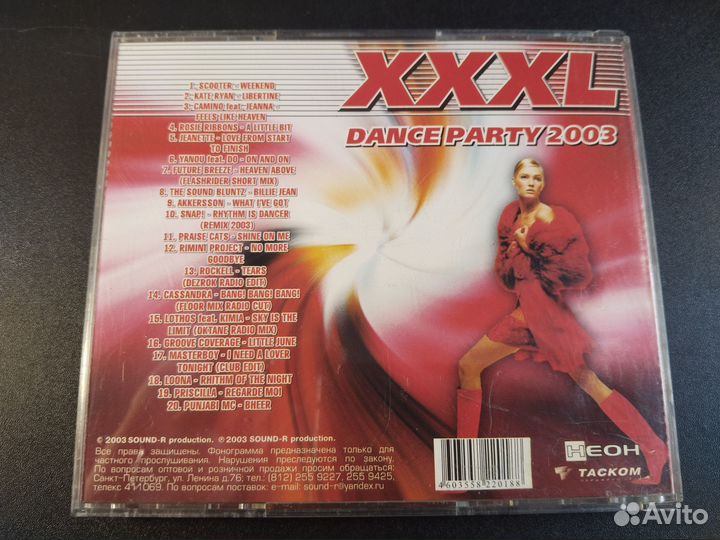 XXXL
DANCE PARTY 2003
1. SCOOTER - WEEKEND
2. KATE RYAN - LIBERTINE
3. CAMINO feat. JEANNA -
FEELS LIKE HEAVEN
4. ROSIE RIBBONS - A LITTLE BIT
5. JEANETTE - LOVE FROM START
TO FINISH
6. YANOU feat. DO - ON AND ON
7. FUTURE BREEZE - HEAVEN ABOVE
(FLASHRIDER SHORT MIX)
8. THE SOUND BLUNTZ - BILLIE JEAN
9. AKKERSSON - WHAT I'VE GOT
10. SNAP! - RHYTHM IS DANCER
(REMIX 2003)
11. PRAISE CATS - SHINE ON ME
12. RIMINT PROJECT - NO MORE
GOODBYE
13. ROCKELL - TEARS
(DEZROK RADIO EDIT)
14. CASSANDRA - BANG! BANG! BANG!
(FLOOR MIX RADIO CUT)
15. LOTHOS feat. KIMIA - SKY IS THE
LIMIT (OKTANE RADIO MIX)
16. GROOVE COVERAGE - LITTLE JUNE
17. MASTERBOY - I NEED A LOVER
TONIGHT (CLUB EDIT)
18. LOONA - RHITHM OF THE NIGHT
19. PRISCILLA - REGARDE MOI
20. PUNJABI MC - BHEER
© 2003 SOUND-R production. ℗ 2003 SOUND-R production.
Все права защищены. Фонограмма предназначена только для
частного прослушивания. Нарушения преследуются по закону.
По вопросам оптовой и розничной продажи просим обращаться:
Санкт-Петербург, ул. Ленина д.76; тел.: (812) 255 9227, 255 9425,
телекс 411069. По вопросам поставок: e-mail: sound-r@yandex.ru
4603558 220188
НЕОН
ТАСКОМ
Avito